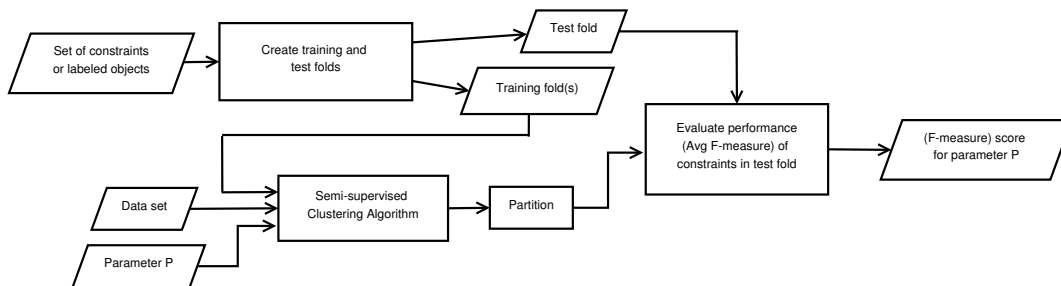 Set of constraints
or labeled objects
Create training and
test folds
Test fold
Training fold(s)
Evaluate performance
(Avg F-measure) of
constraints in test fold
(F-measure) score
for parameter P
Data set
Semi-supervised
Clustering Algorithm
Partition
Parameter P